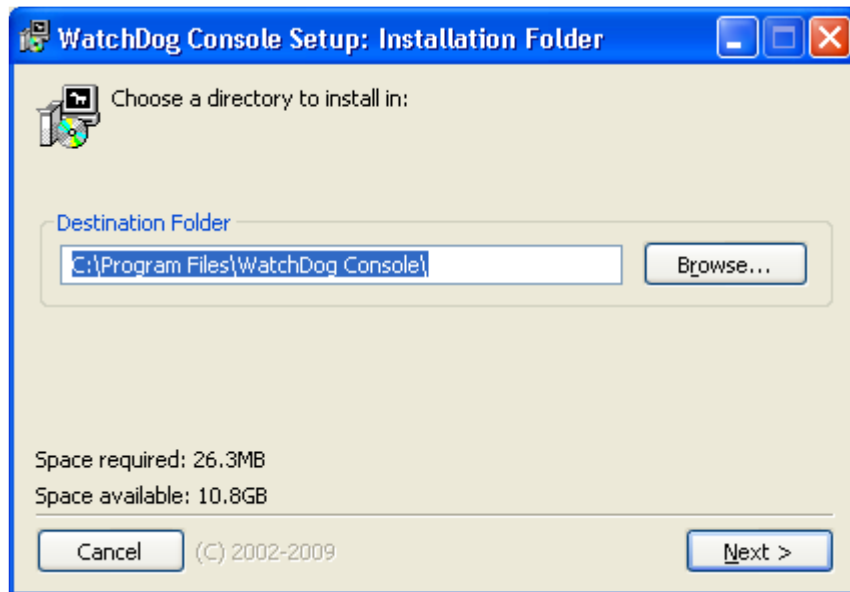 WatchDog Console Setup: Installation Folder
Choose a directory to install in:
Destination Folder
C:\Program Files\WatchDog Console\
Browse...
Space required: 26.3MB
Space available: 10.8GB
Cancel
(C) 2002-2009
Next >